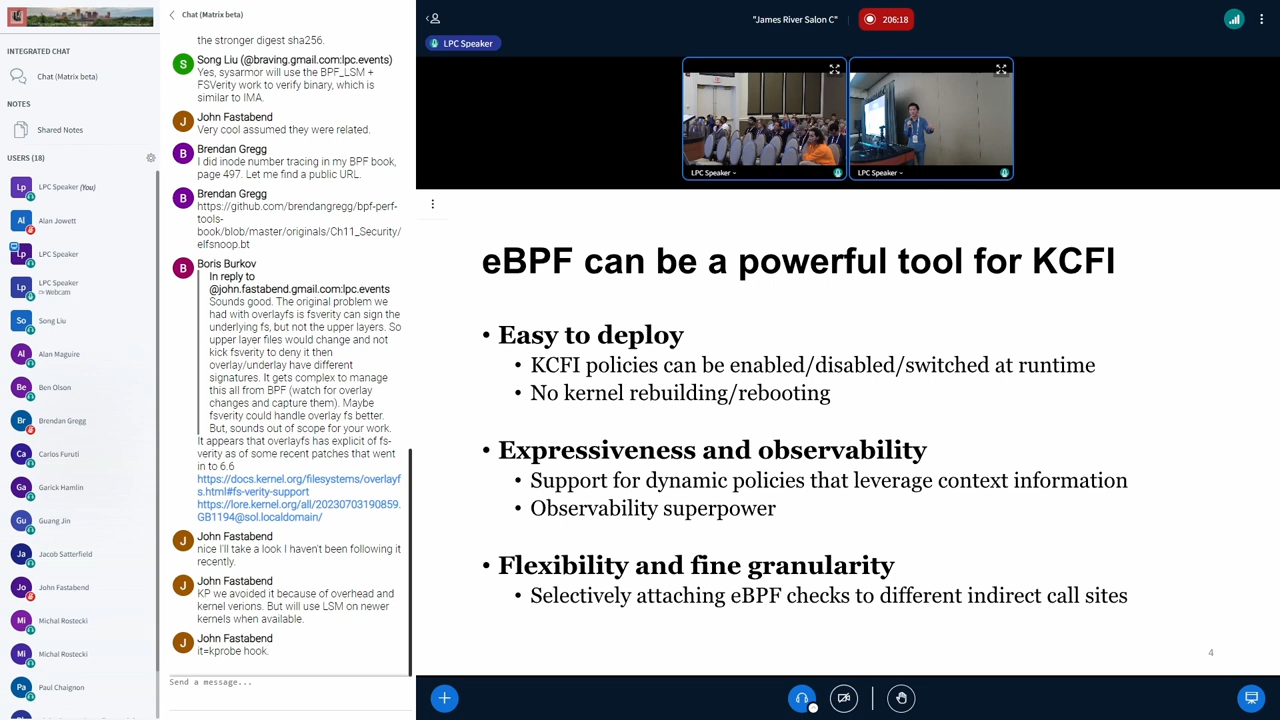 INTEGRATED CHAT
Chat (Matrix beta)
NOTES
Shared Notes
USERS (18)
Lp
LPC Speaker (You)
Al
Alan Jowett
Lp
LPC Speaker
Lp
LPC Speaker
Webcam
So
Song Liu
Al
Alan Maguire
Be
Ben Olson
Br
Brendan Gregg
Ca
Carlos Furuti
Ga
Garick Hamlin
Gu
Guang Jin
Ja
Jacob Satterfield
Jo
John Fastabend
Mi
Michal Rostecki
Mi
Michal Rostecki
Pa
Paul Chaignon
Chat (Matrix beta)
the stronger digest sha256.
S
Song Liu (@braving.gmail.com:lpc.events)
Yes, sysarmor will use the BPF_LSM +
FSVerity work to verify binary, which is
similar to IMA.
J
John Fastabend
Very cool assumed they were related.
B
Brendan Gregg
I did inode number tracing in my BPF book,
page 497. Let me find a public URL.
B
Brendan Gregg
https://github.com/brendangregg/bpf-perf-
tools-
book/blob/master/originals/Ch11_Security/
elfsnoop.bt
B
Boris Burkov
In reply to
@john.fastabend.gmail.com:lpc.events
Sounds good. The original problem we
had with overlayfs is fsverity can sign the
underlying fs, but not the upper layers. So
upper layer files would change and not
kick fsverity to deny it then
overlay/underlay have different
signatures. It gets complex to manage
this all from BPF (watch for overlay
changes and capture them). Maybe
fsverity could handle overlay fs better.
But, sounds out of scope for your work.
It appears that overlayfs has explicit of fs-
verity as of some recent patches that went
in to 6.6
https://docs.kernel.org/filesystems/overlayf
s.html#fs-verity-support
https://lore.kernel.org/all/20230703190859.
GB1194@sol.localdomain/
J
John Fastabend
nice I'll take a look I haven't been following it
recently.
J
John Fastabend
KP we avoided it because of overhead and
kernel verions. But will use LSM on newer
kernels when available.
J
John Fastabend
it=kprobe hook.
Send a message...
"James River Salon C"
206:18
LPC Speaker
LPC Speaker
LPC Speaker
eBPF can be a powerful tool for KCFI
• Easy to deploy
• KCFI policies can be enabled/disabled/switched at runtime
• No kernel rebuilding/rebooting
• Expressiveness and observability
• Support for dynamic policies that leverage context information
• Observability superpower
• Flexibility and fine granularity
• Selectively attaching eBPF checks to different indirect call sites
4